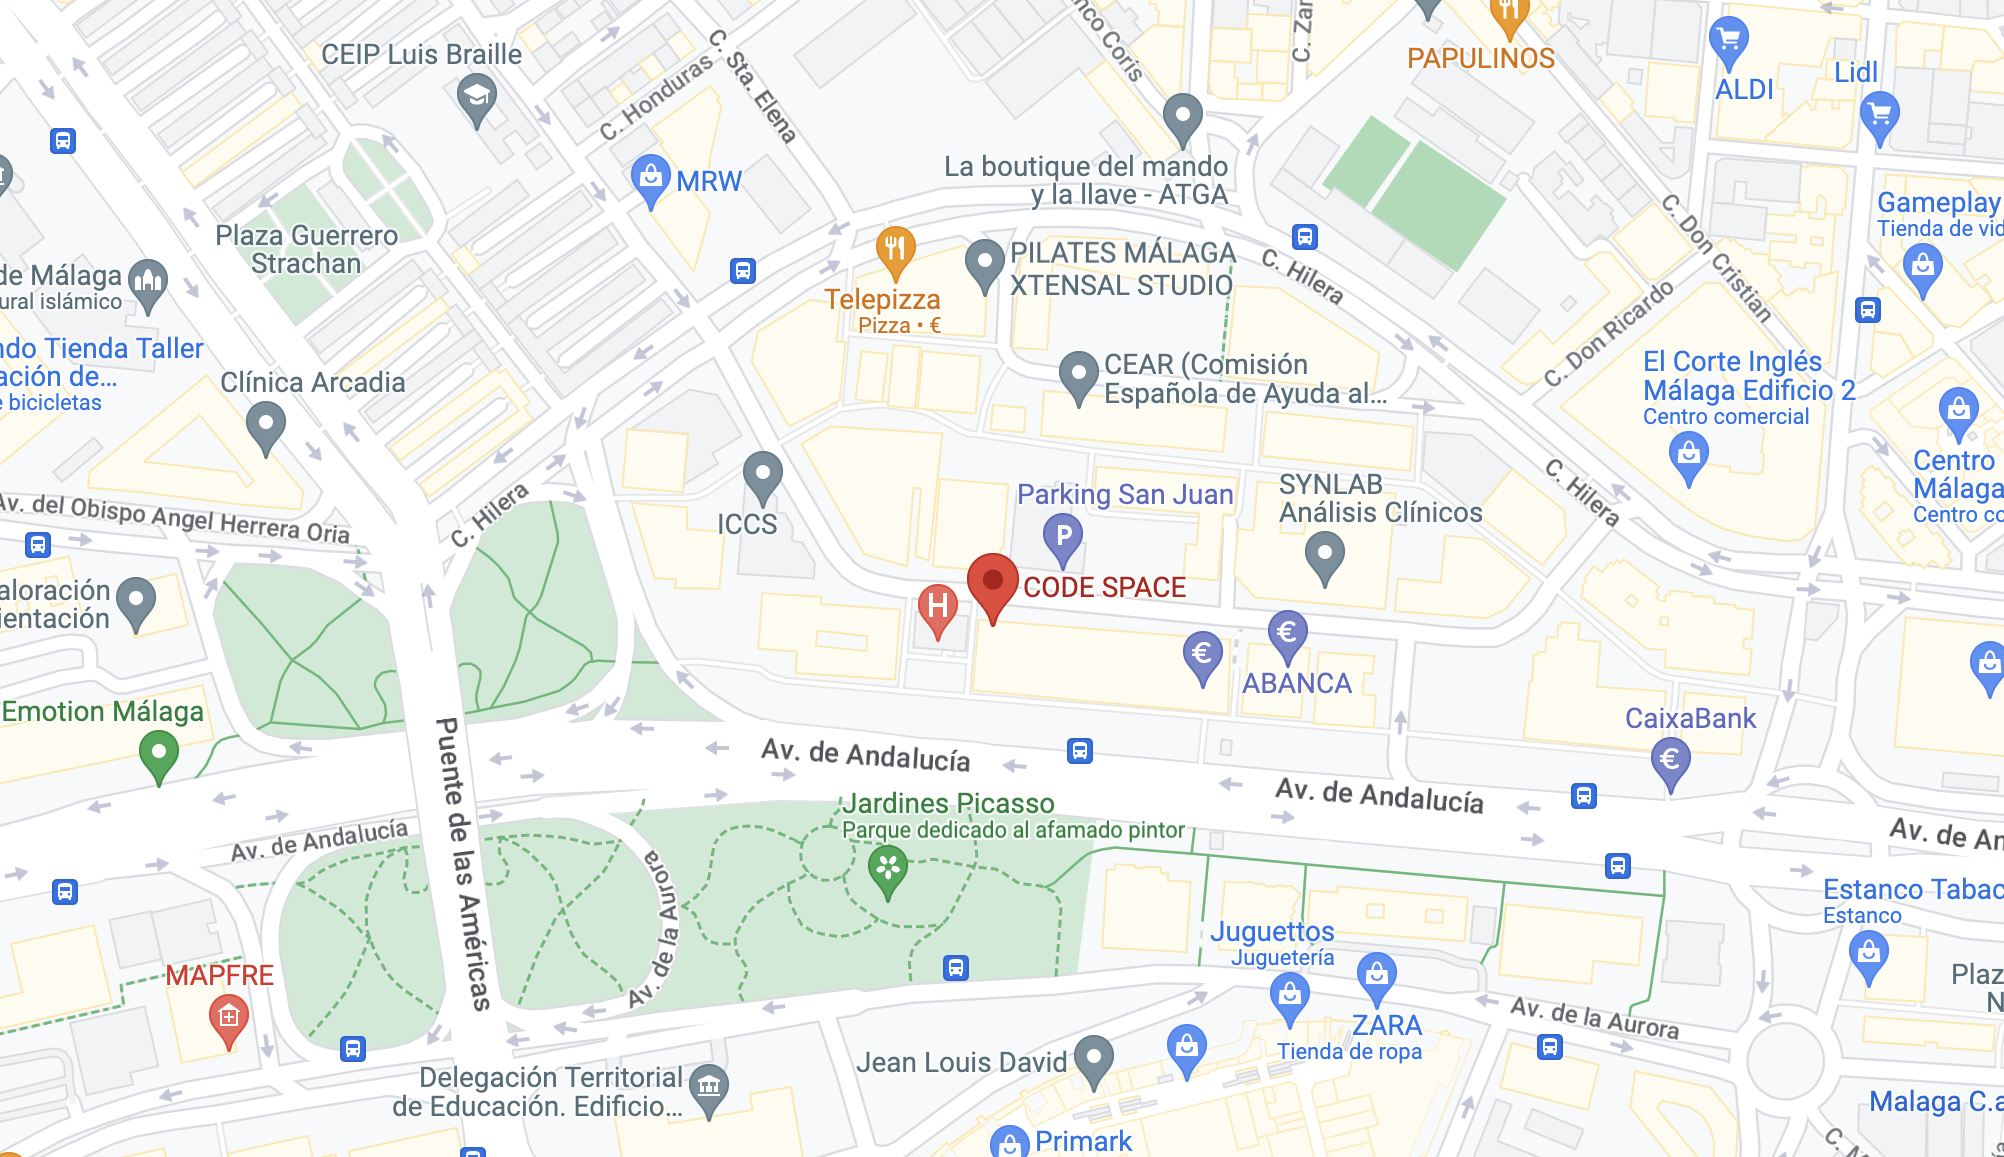 CEIP Luis Braille
C. Honduras
C. Sta. Elena
nco Coris
C. Zar
PAPULINOS
ALDI
Lidl
MRW
La boutique del mando
y la llave - ATGA
Gameplay
Tienda de vid
C. Don Cristian
Plaza Guerrero
Strachan
de Málaga
ural islámico
Telepizza
Pizza • €
PILATES MÁLAGA
XTENSAL STUDIO
C. Hilera
C. Don Ricardo
ndo Tienda Taller
ación de...
e bicicletas
Clínica Arcadia
CEAR (Comisión
Española de Ayuda al...
El Corte Inglés
Málaga Edificio 2
Centro comercial
Centro
Málaga
Centro co
Av. del Obispo Angel Herrera Oria
C. Hilera
ICCS
Parking San Juan
P
SYNLAB
Análisis Clínicos
C. Hilera
aloración
ientación
H
CODE SPACE
€
€
ABANCA
Emotion Málaga
CaixaBank
€
Puente de las Américas
Av. de Andalucía
Av. de Andalucía
Av. de An
Av. de Andalucía
Jardines Picasso
Parque dedicado al afamado pintor
Av. de la Aurora
Estanco Tabac
Estanco
Juguettos
Juguetería
MAPFRE
Plaz
N
ZARA
Tienda de ropa
Av. de la Aurora
Jean Louis David
Delegación Territorial
de Educación. Edificio...
Primark
Malaga C.a
C. M